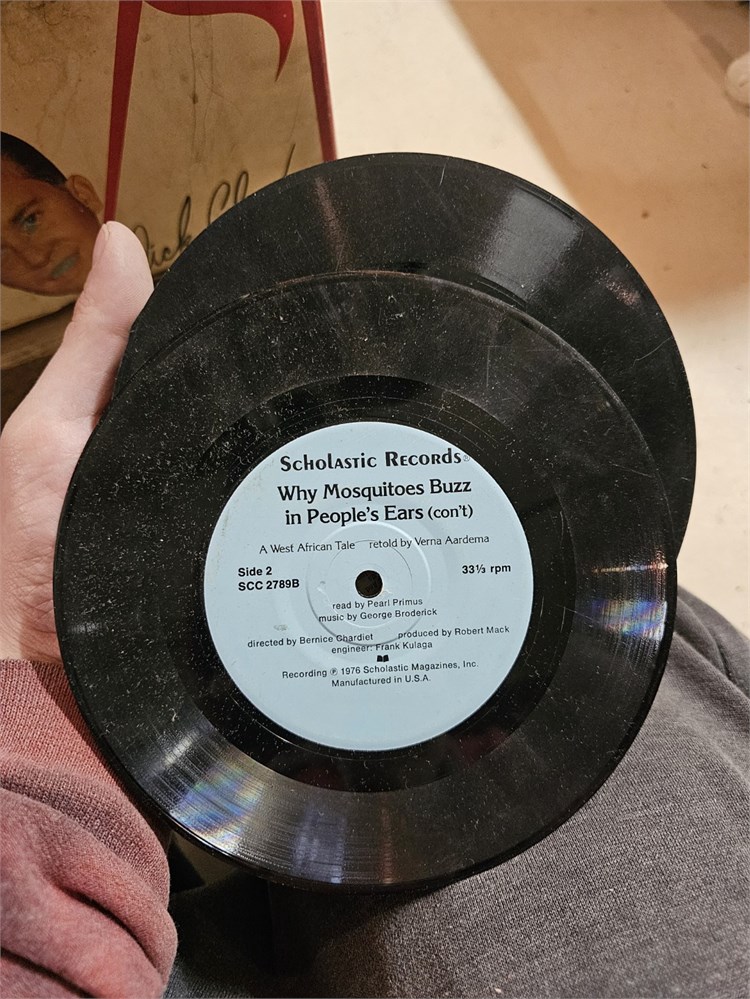 Dick Clark
Scholastic Records®
Why Mosquitoes Buzz
in People's Ears (con't)
A West African Tale retold by Verna Aardema
Side 2
SCC 2789B
33⅓ rpm
read by Pearl Primus
music by George Broderick
directed by Bernice Chardiet produced by Robert Mack
engineer: Frank Kulaga
Recording ℗ 1976 Scholastic Magazines, Inc.
Manufactured in U.S.A.